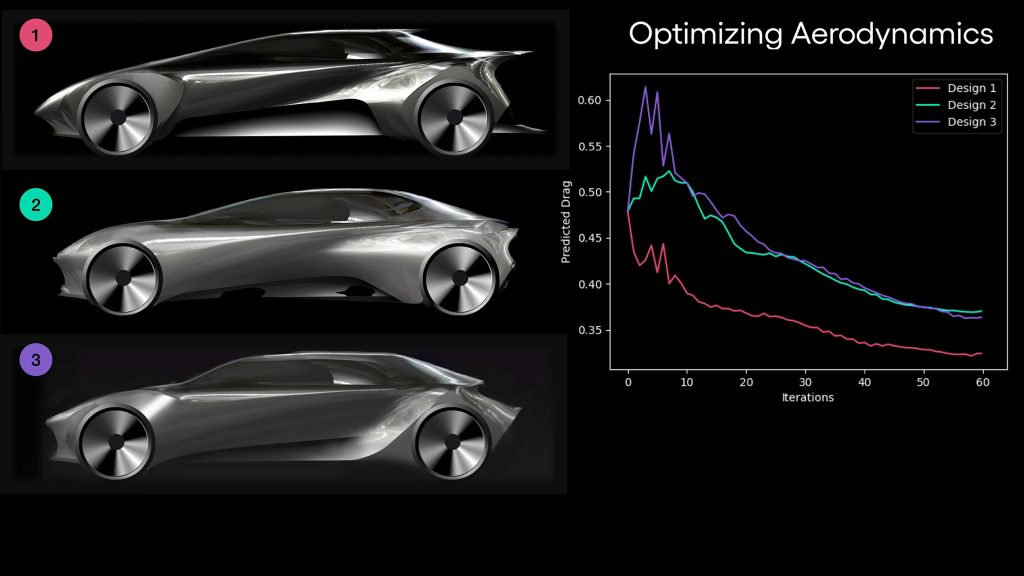 1
2
3
Optimizing Aerodynamics
Design 1
Design 2
Design 3
Predicted Drag
0.60
0.55
0.50
0.45
0.40
0.35
0 10 20 30 40 50 60
Iterations